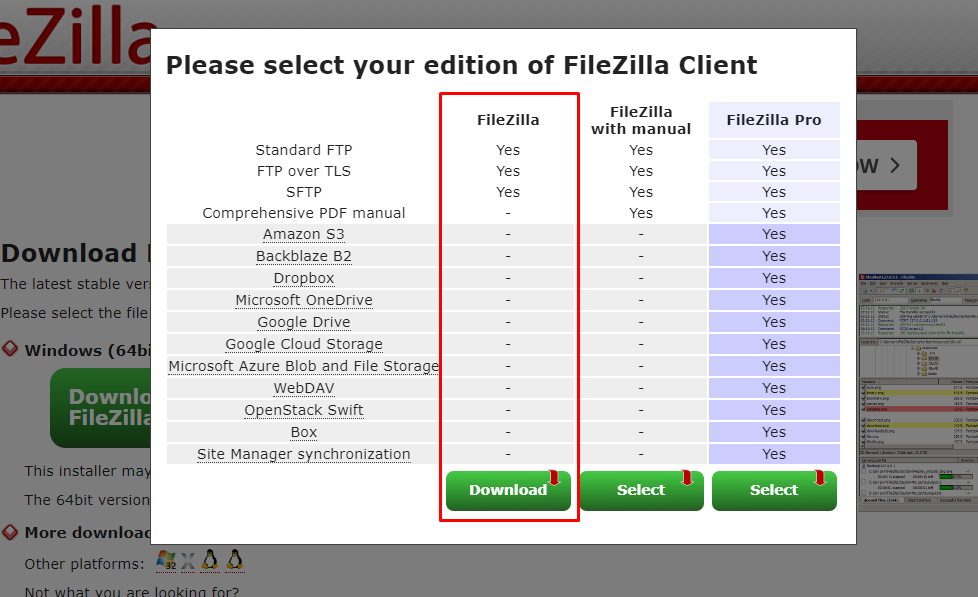 eZilla
Please select your edition of FileZilla Client
FileZilla FileZilla with manual FileZilla Pro
Standard FTP Yes Yes Yes
FTP over TLS Yes Yes Yes
SFTP Yes Yes Yes
Comprehensive PDF manual - Yes Yes
Amazon S3 - - Yes
Backblaze B2 - - Yes
Dropbox - - Yes
Microsoft OneDrive - - Yes
Google Drive - - Yes
Google Cloud Storage - - Yes
Microsoft Azure Blob and File Storage - - Yes
WebDAV - - Yes
OpenStack Swift - - Yes
Box - - Yes
Site Manager synchronization - - Yes
Download Select Select
OW
Download
The latest stable ver
Please select the file
Windows (64bi
Downlo
FileZilla
This installer may
The 64bit version
More download
Other platforms: 32
Not what you are looking for?